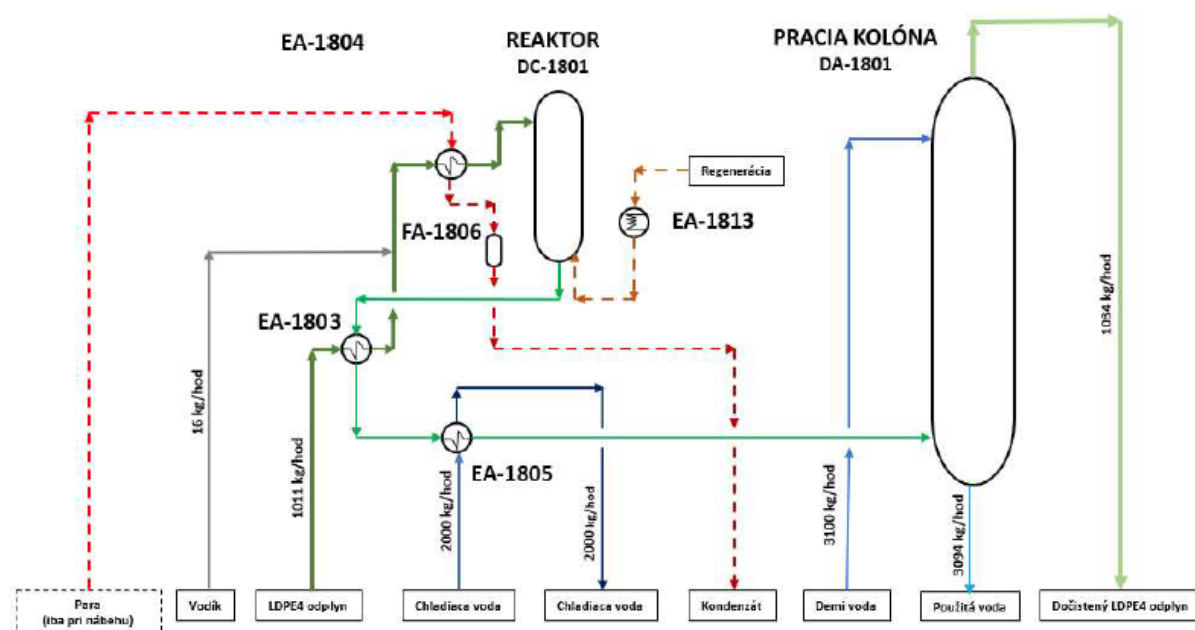 EA-1804
REAKTOR
DC-1801
PRACIA KOLÓNA
DA-1801
Regenerácia
FA-1806
EA-1813
EA-1803
EA-1805
16 kg/hod
1011 kg/hod
2000 kg/hod
2000 kg/hod
3100 kg/hod
3094 kg/hod
1034 kg/hod
Para
(iba pri nábehu)
Vodík
LDPE4 odplyn
Chladiaca voda
Chladiaca voda
Kondenzát
Demi voda
Použitá voda
Dočistený LDPE4 odplyn